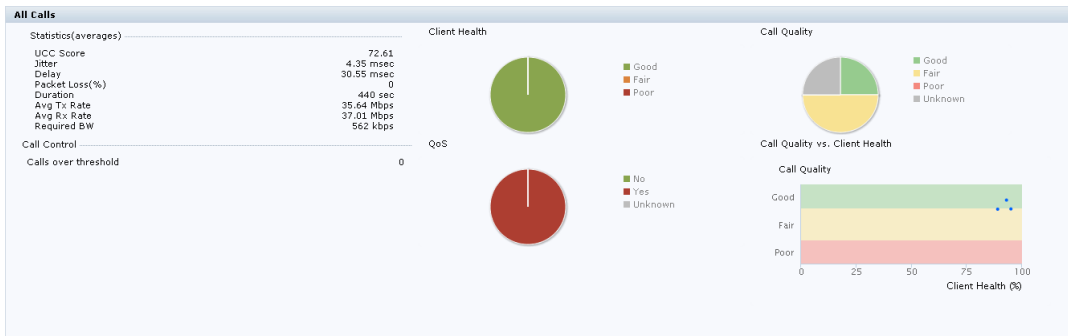 All Calls
Statistics(averages)
UCC Score 72.61
Jitter 4.35 msec
Delay 30.55 msec
Packet Loss(%) 0
Duration 440 sec
Avg Tx Rate 35.64 Mbps
Avg Rx Rate 37.01 Mbps
Required BW 562 kbps
Call Control
Calls over threshold 0
Client Health
Good
Fair
Poor
QoS
No
Yes
Unknown
Call Quality
Good
Fair
Poor
Unknown
Call Quality vs. Client Health
Call Quality
Good
Fair
Poor
0 25 50 75 100
Client Health (%)